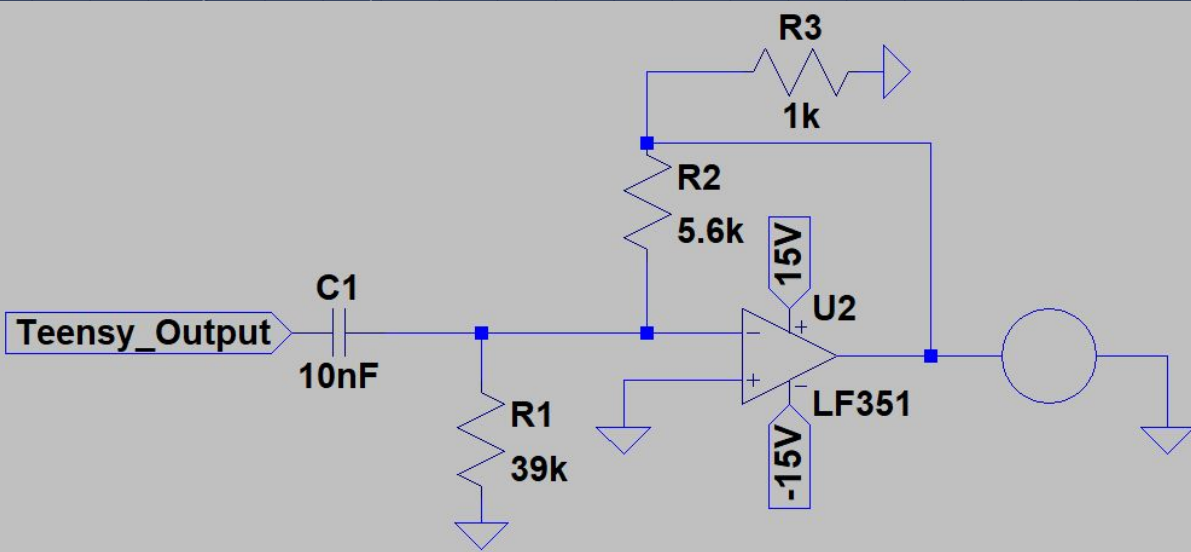 R3
1k
R2
5.6k
15V
C1
U2
+
Teensy_Output
−
10nF
+
−
LF351
R1
-15V
39k